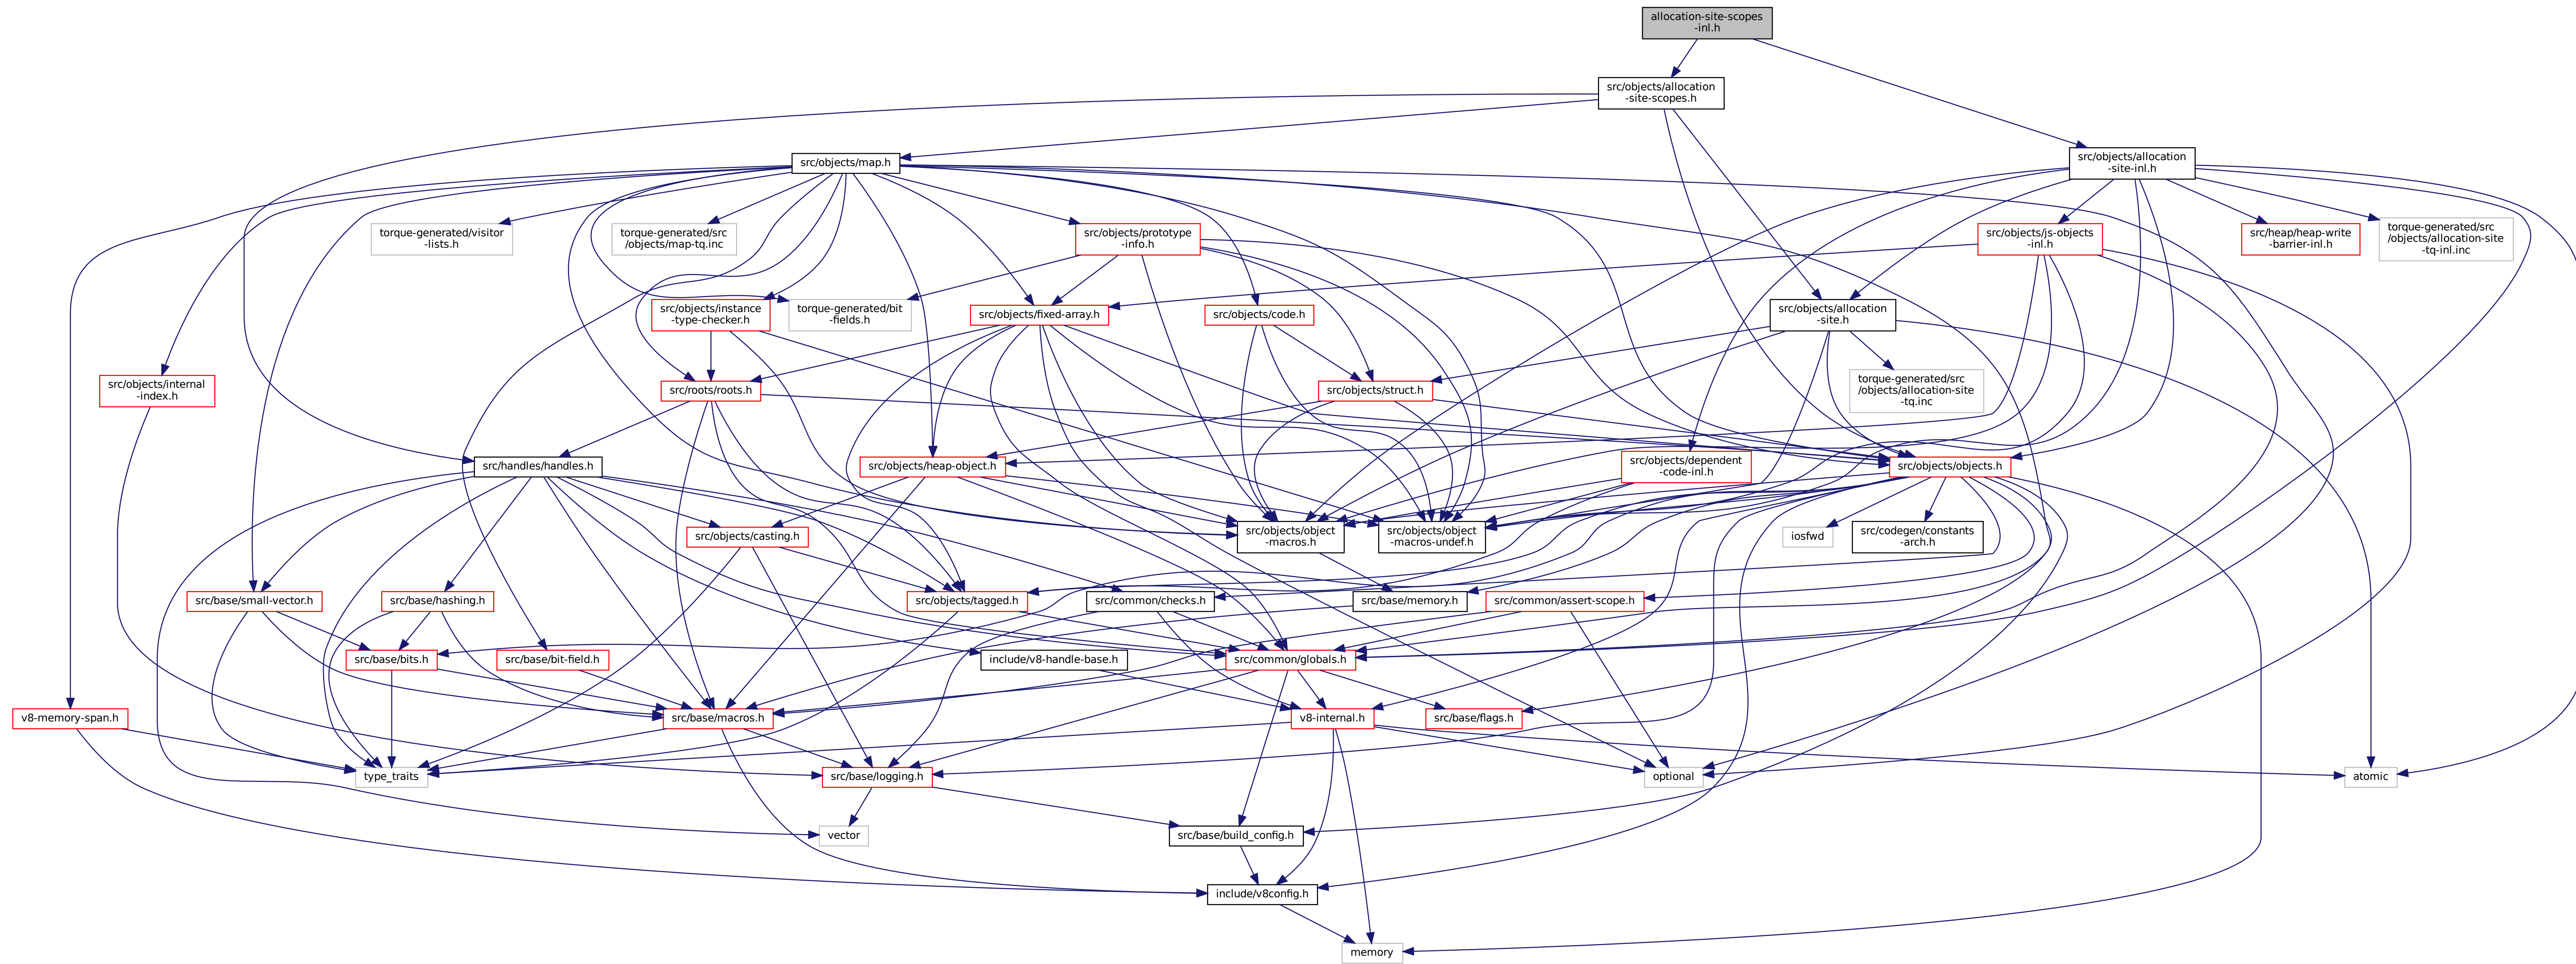 allocation-site-scopes
-inl.h
src/objects/allocation
-site-scopes.h
src/objects/map.h
src/objects/allocation
-site-inl.h
torque-generated/visitor
-lists.h
torque-generated/src
/objects/map-tq.inc
src/objects/prototype
-info.h
src/objects/js-objects
-inl.h
src/heap/heap-write
-barrier-inl.h
torque-generated/src
/objects/allocation-site
-tq-inl.inc
src/objects/instance
-type-checker.h
torque-generated/bit
-fields.h
src/objects/fixed-array.h
src/objects/code.h
src/objects/allocation
-site.h
src/objects/internal
-index.h
src/roots/roots.h
src/objects/struct.h
torque-generated/src
/objects/allocation-site
-tq.inc
src/handles/handles.h
src/objects/heap-object.h
src/objects/dependent
-code-inl.h
src/objects/objects.h
src/objects/casting.h
src/objects/object
-macros.h
src/objects/object
-macros-undef.h
iosfwd
src/codegen/constants
-arch.h
src/base/small-vector.h
src/base/hashing.h
src/objects/tagged.h
src/common/checks.h
src/base/memory.h
src/common/assert-scope.h
src/base/bits.h
src/base/bit-field.h
include/v8-handle-base.h
src/common/globals.h
v8-memory-span.h
src/base/macros.h
v8-internal.h
src/base/flags.h
type_traits
src/base/logging.h
optional
atomic
vector
src/base/build_config.h
include/v8config.h
memory